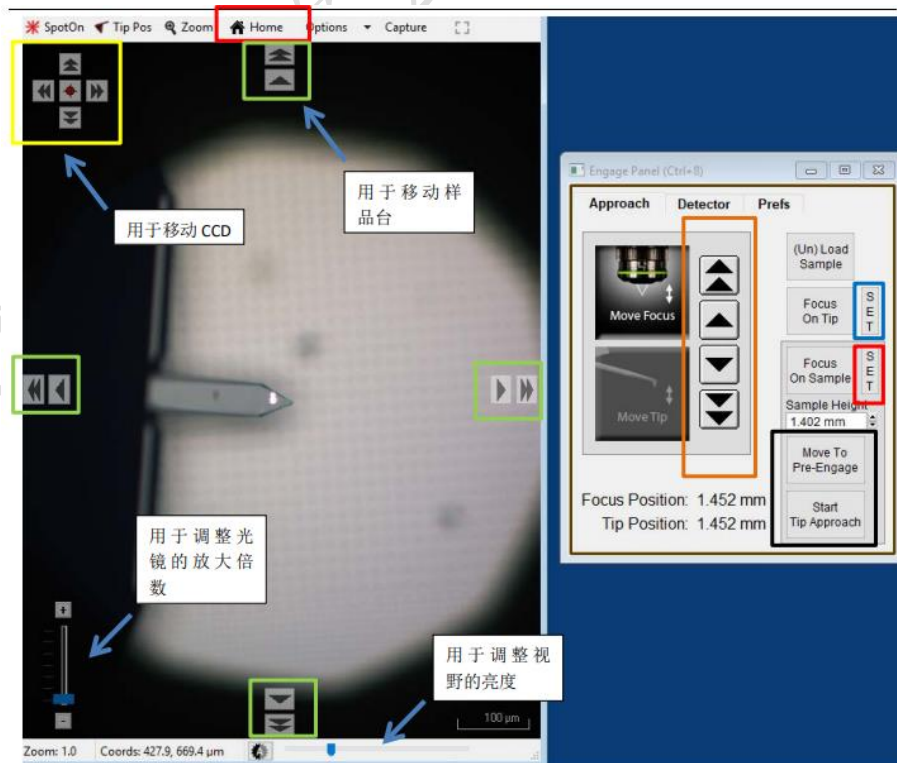 SpotOn Tip Pos Zoom Home Options Capture
用于移动 CCD
用于移动样
品台
用于调整光
镜的放大倍
数
用于调整视
野的亮度
100 μm
Zoom: 1.0 Coords: 427.9, 669.4 μm
Engage Panel (Ctrl+8)
Approach Detector Prefs
Move Focus
Move Tip
(Un) Load
Sample
Focus
On Tip
S
E
T
Focus
On Sample
S
E
T
Sample Height
1.402 mm
Move To
Pre-Engage
Start
Tip Approach
Focus Position: 1.452 mm
Tip Position: 1.452 mm